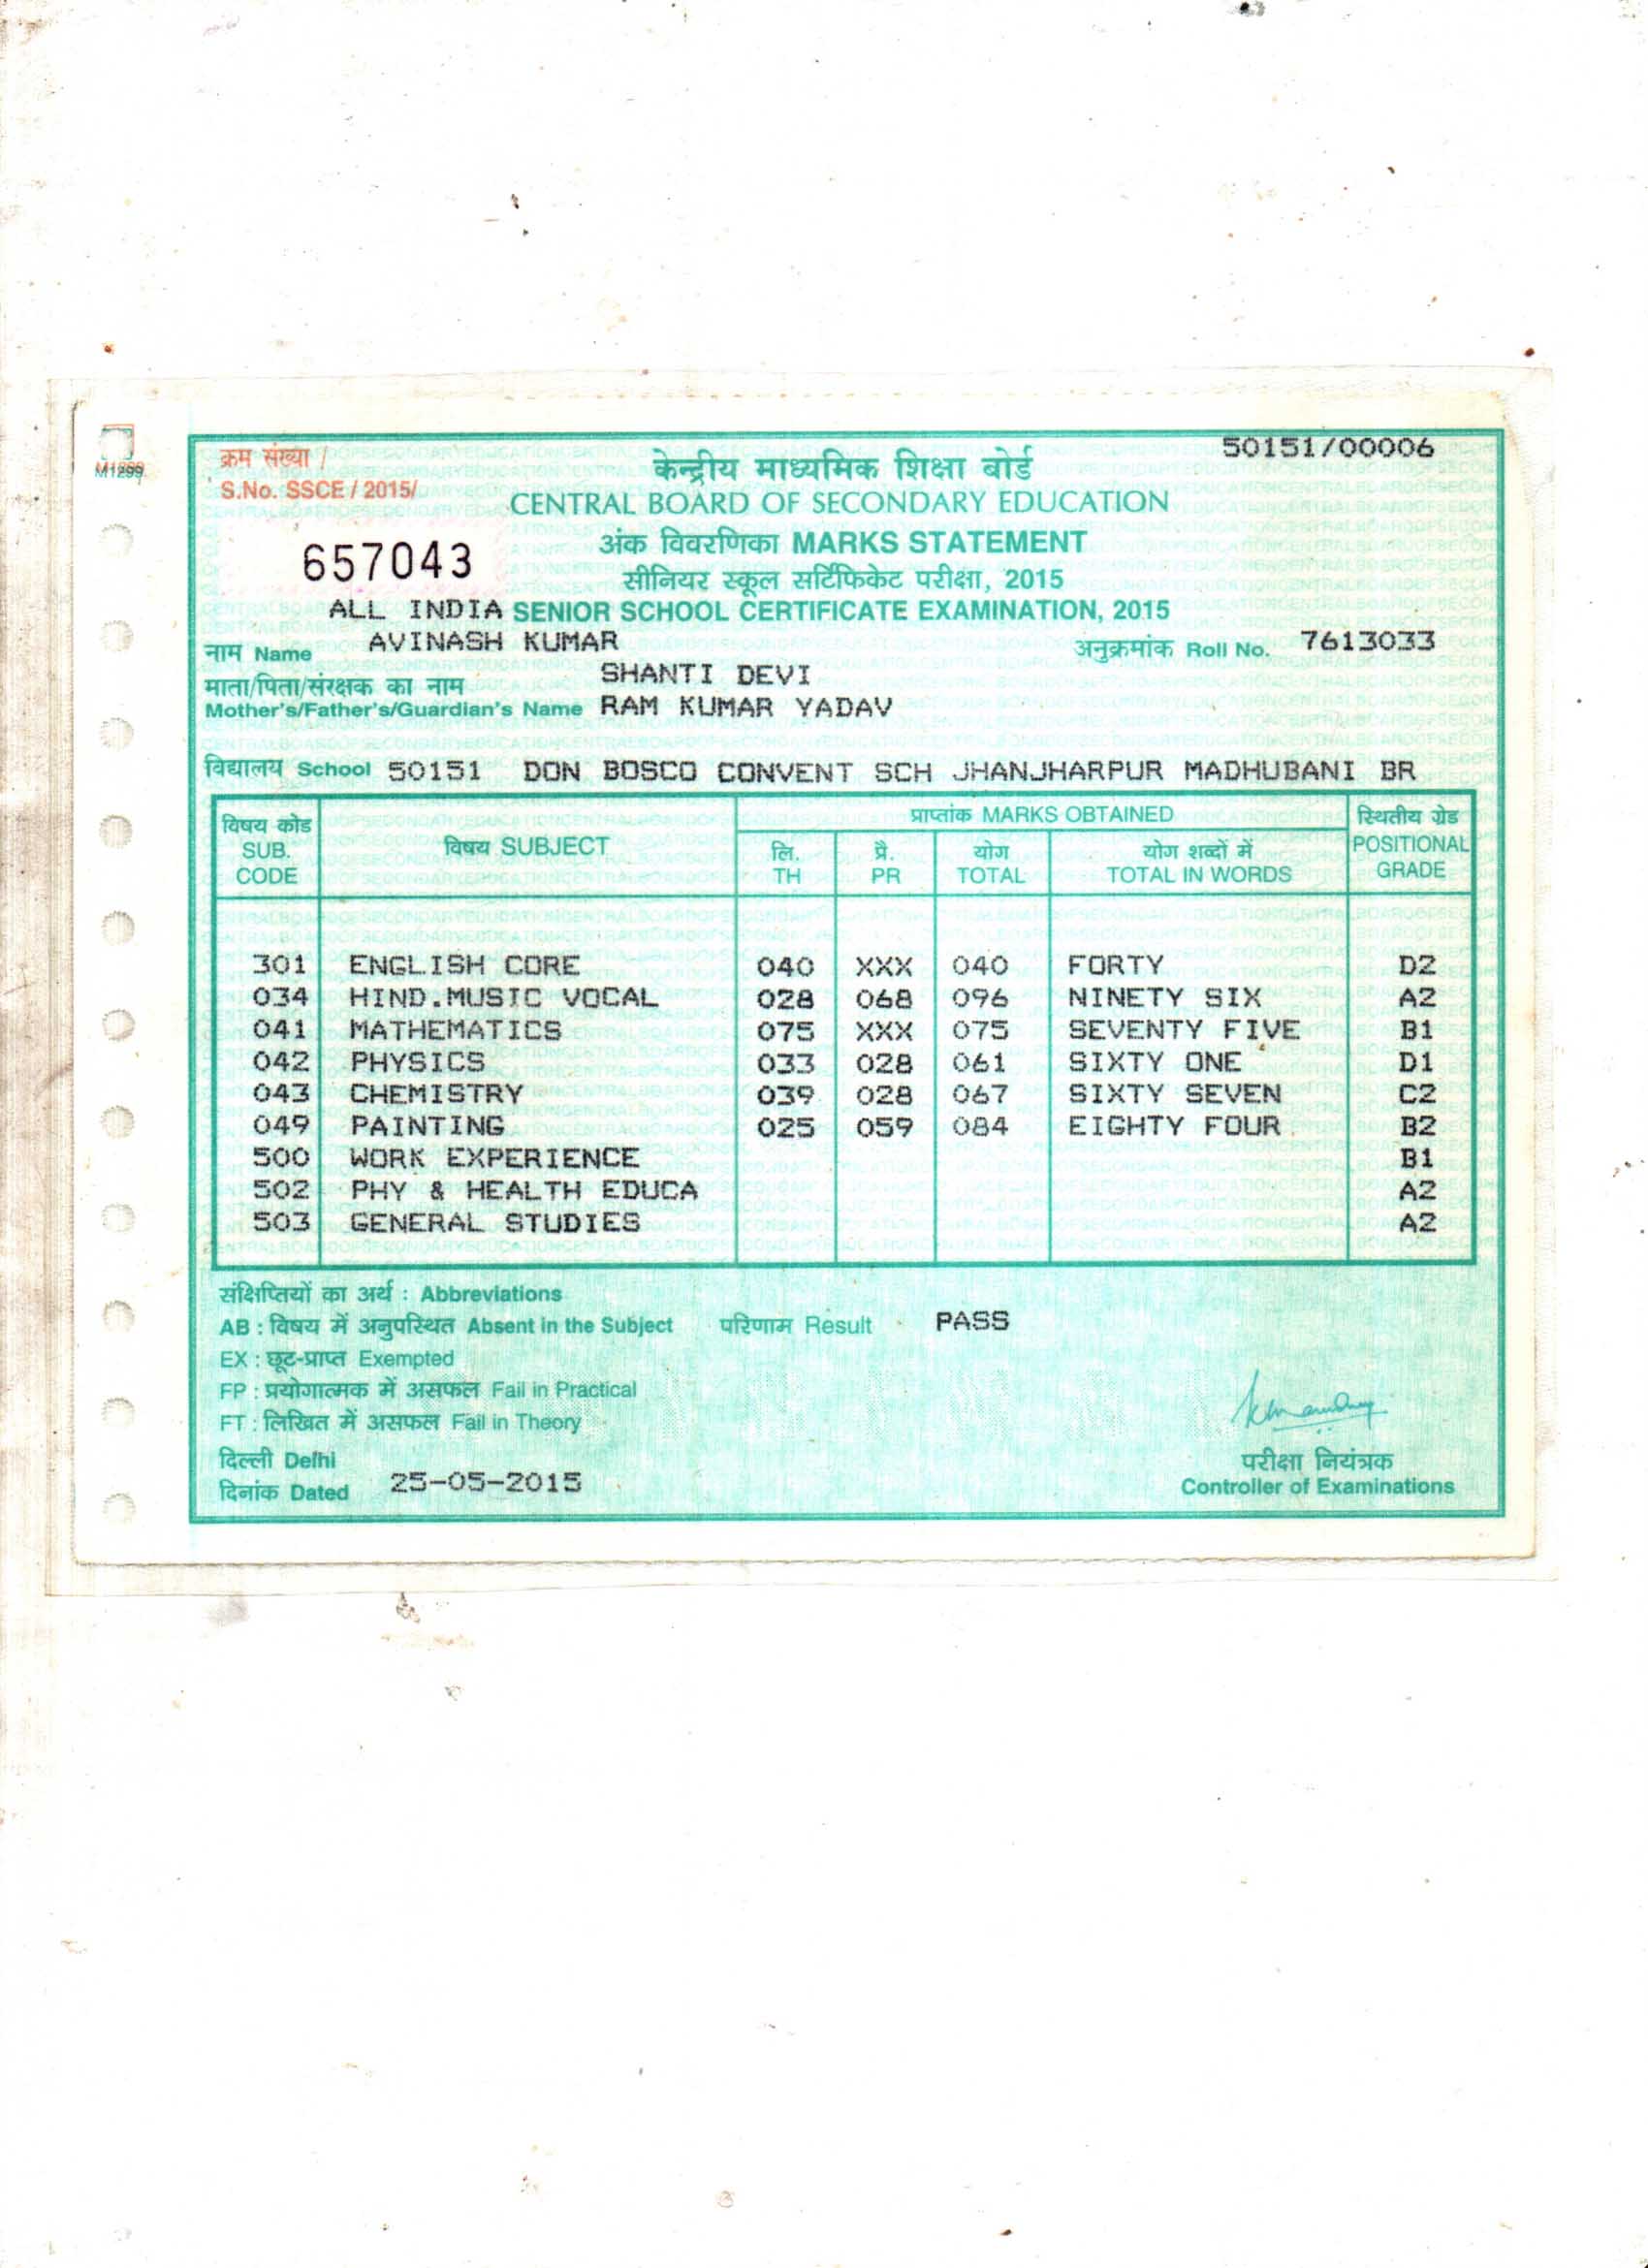 50151/00006
क्रम संख्या /
S.No. SSCE / 2015/
केन्द्रीय माध्यमिक शिक्षा बोर्ड
CENTRAL BOARD OF SECONDARY EDUCATION
657043
अंक विवरणिका MARKS STATEMENT
सीनियर स्कूल सर्टिफिकेट परीक्षा, 2015
ALL INDIA SENIOR SCHOOL CERTIFICATE EXAMINATION, 2015
नाम Name AVINASH KUMAR अनुक्रमांक Roll No. 7613033
माता/पिता/संरक्षक का नाम SHANTI DEVI
Mother's/Father's/Guardian's Name RAM KUMAR YADAV
विद्यालय School 50151 DON BOSCO CONVENT SCH JHANJHARPUR MADHUBANI BR
विषय कोड SUB. CODE विषय SUBJECT प्राप्तांक MARKS OBTAINED स्थितीय ग्रेड POSITIONAL GRADE
लि. TH प्रै. PR योग TOTAL योग शब्दों में TOTAL IN WORDS
301 ENGLISH CORE 040 XXX 040 FORTY D2
034 HIND.MUSIC VOCAL 028 068 096 NINETY SIX A2
041 MATHEMATICS 075 XXX 075 SEVENTY FIVE B1
042 PHYSICS 033 028 061 SIXTY ONE D1
043 CHEMISTRY 039 028 067 SIXTY SEVEN C2
049 PAINTING 025 059 084 EIGHTY FOUR B2
500 WORK EXPERIENCE B1
502 PHY & HEALTH EDUCA A2
503 GENERAL STUDIES A2
संक्षिप्तियों का अर्थ : Abbreviations
AB : विषय में अनुपस्थित Absent in the Subject परिणाम Result PASS
EX : छूट-प्राप्त Exempted
FP : प्रयोगात्मक में असफल Fail in Practical
FT : लिखित में असफल Fail in Theory
दिल्ली Delhi
दिनांक Dated 25-05-2015
परीक्षा नियंत्रक
Controller of Examinations